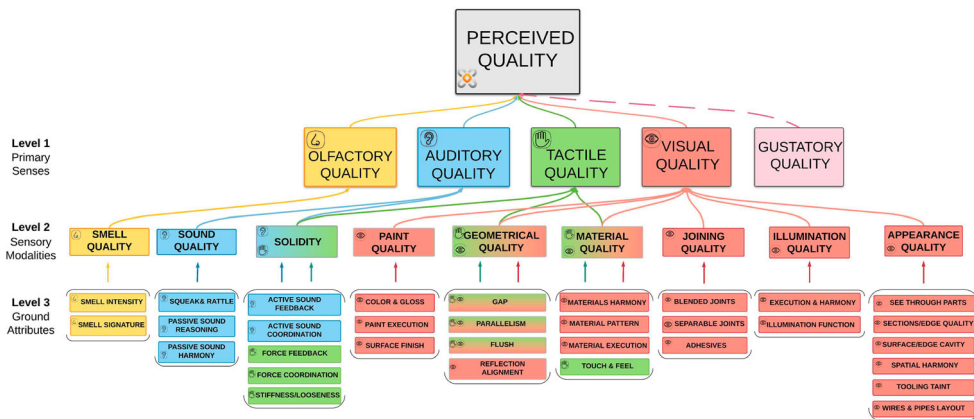 PERCEIVED
QUALITY
Level 1
Primary
Senses
OLFACTORY
QUALITY
AUDITORY
QUALITY
TACTILE
QUALITY
VISUAL
QUALITY
GUSTATORY
QUALITY
Level 2
Sensory
Modalities
SMELL
QUALITY
SOUND
QUALITY
SOLIDITY
PAINT
QUALITY
GEOMETRICAL
QUALITY
MATERIAL
QUALITY
JOINING
QUALITY
ILLUMINATION
QUALITY
APPEARANCE
QUALITY
Level 3
Ground
Attributes
SMELL INTENSITY
SMELL SIGNATURE
SQUEAK& RATTLE
PASSIVE SOUND
REASONING
PASSIVE SOUND
HARMONY
ACTIVE SOUND
FEEDBACK
ACTIVE SOUND
COORDINATION
FORCE FEEDBACK
FORCE COORDINATION
STIFFNESS/LOOSENESS
COLOR & GLOSS
PAINT EXECUTION
SURFACE FINISH
GAP
PARALLELISM
FLUSH
REFLECTION
ALIGNMENT
MATERIALS HARMONY
MATERIAL PATTERN
MATERIAL EXECUTION
TOUCH & FEEL
BLENDED JOINTS
SEPARABLE JOINTS
ADHESIVES
EXECUTION & HARMONY
ILLUMINATION FUNCTION
SEE THROUGH PARTS
SECTIONS/EDGE QUALITY
SURFACE/EDGE CAVITY
SPATIAL HARMONY
TOOLING TAINT
WIRES & PIPES LAYOUT